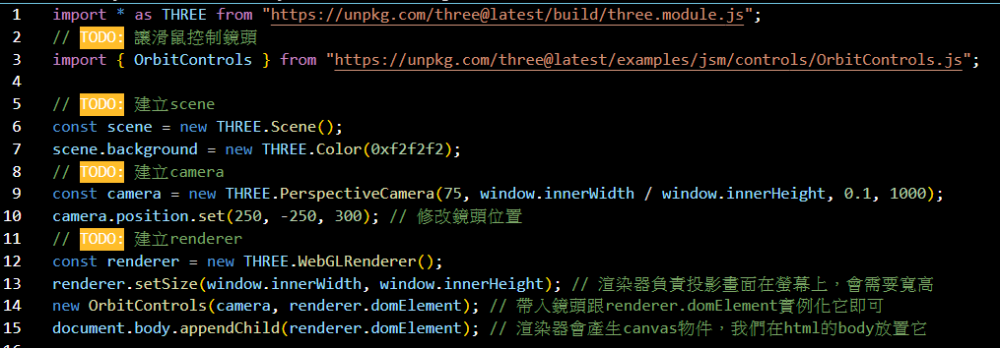 1 import * as THREE from "https://unpkg.com/three@latest/build/three.module.js";
2 // TODO: 讓滑鼠控制鏡頭
3 import { OrbitControls } from "https://unpkg.com/three@latest/examples/jsm/controls/OrbitControls.js";
4
5 // TODO: 建立scene
6 const scene = new THREE.Scene();
7 scene.background = new THREE.Color(0xf2f2f2);
8 // TODO: 建立camera
9 const camera = new THREE.PerspectiveCamera(75, window.innerWidth / window.innerHeight, 0.1, 1000);
10 camera.position.set(250, -250, 300); // 修改鏡頭位置
11 // TODO: 建立renderer
12 const renderer = new THREE.WebGLRenderer();
13 renderer.setSize(window.innerWidth, window.innerHeight); // 渲染器負責投影畫面在螢幕上，會需要寬高
14 new OrbitControls(camera, renderer.domElement); // 帶入鏡頭跟renderer.domElement實例化它即可
15 document.body.appendChild(renderer.domElement); // 渲染器會產生canvas物件，我們在html的body放置它